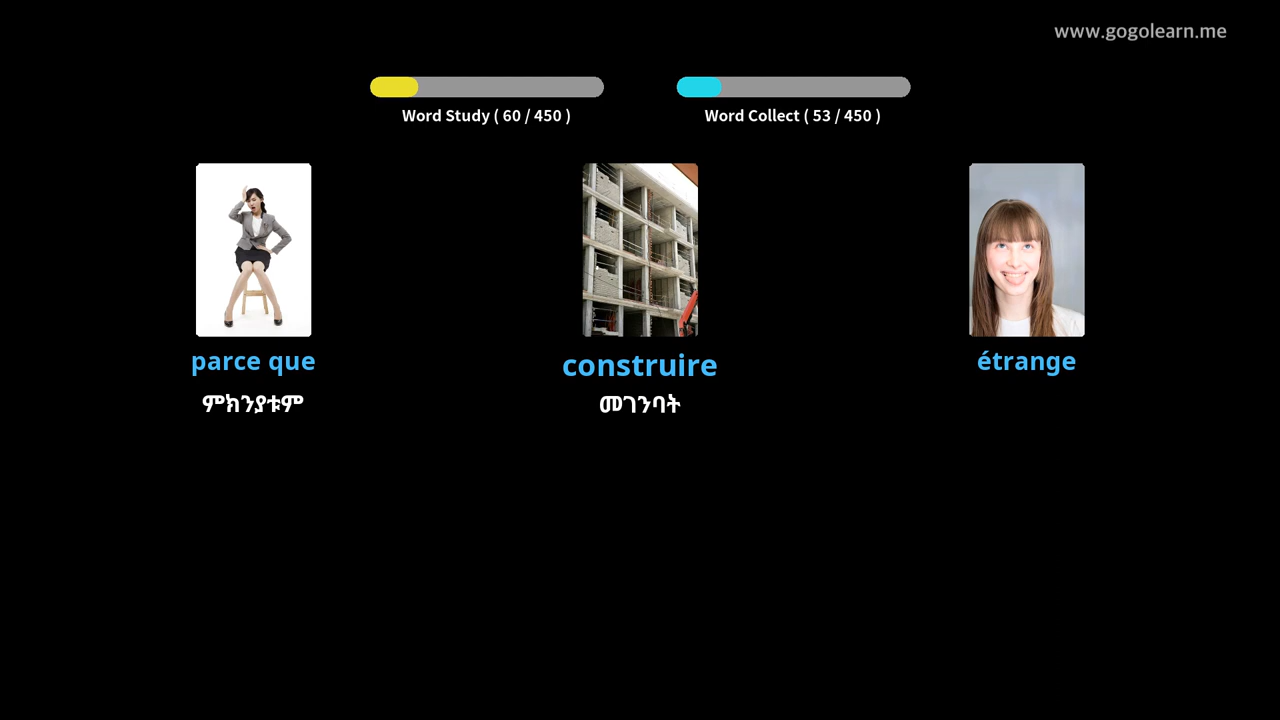 www.gogolearn.me
Word Study ( 60 / 450 )
Word Collect ( 53 / 450 )
parce que
construire
étrange
ምክንያቱም
መገንባት